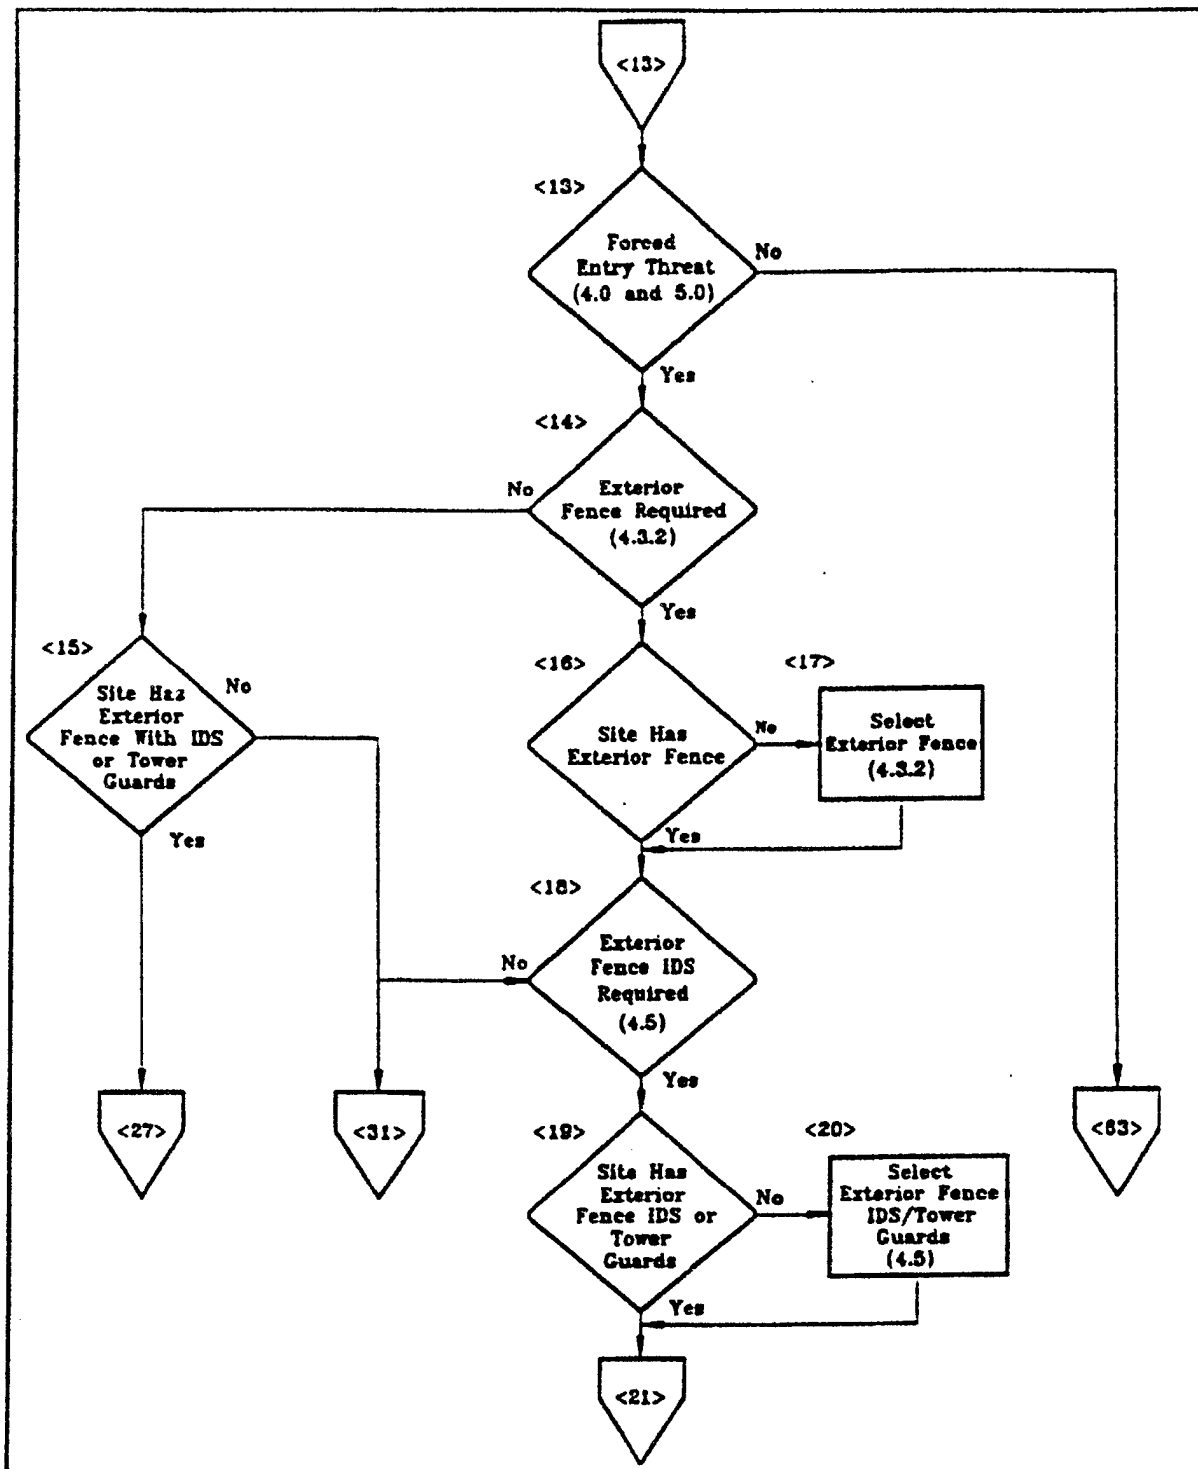 <13>
<13>
Forced
Entry Threat
(4.0 and 5.0)
No
Yes
<14>
No
Exterior
Fence Required
(4.3.2)
Yes
<15>
No
Site Has
Exterior
Fence With IDS
or Tower
Guards
Yes
<16>
Site Has
Exterior Fence
No
Yes
<17>
Select
Exterior Fence
(4.3.2)
<18>
No
Exterior
Fence IDS
Required
(4.5)
Yes
<27>
<31>
<19>
Site Has
Exterior
Fence IDS or
Tower
Guards
No
Yes
<20>
Select
Exterior Fence
IDS/Tower
Guards
(4.5)
<63>
<21>